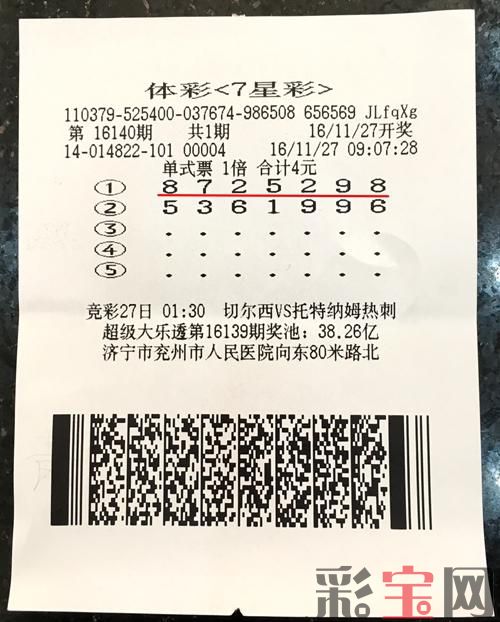 体彩<7星彩>
110379-525400-037674-986508 656569 JLfqXg
第 16140期 共1期 16/11/27开奖
14-014822-101 00004 16/11/27 09:07:28
单式票 1倍 合计4元
① 8 7 2 5 2 9 8
② 5 3 6 1 9 9 6
③ . . . . . . .
④ . . . . . . .
⑤ . . . . . . .
竞彩27日 01:30 切尔西VS托特纳姆热刺
超级大乐透第16139期奖池：38.26亿
济宁市兖州市人民医院向东80米路北
彩宝网